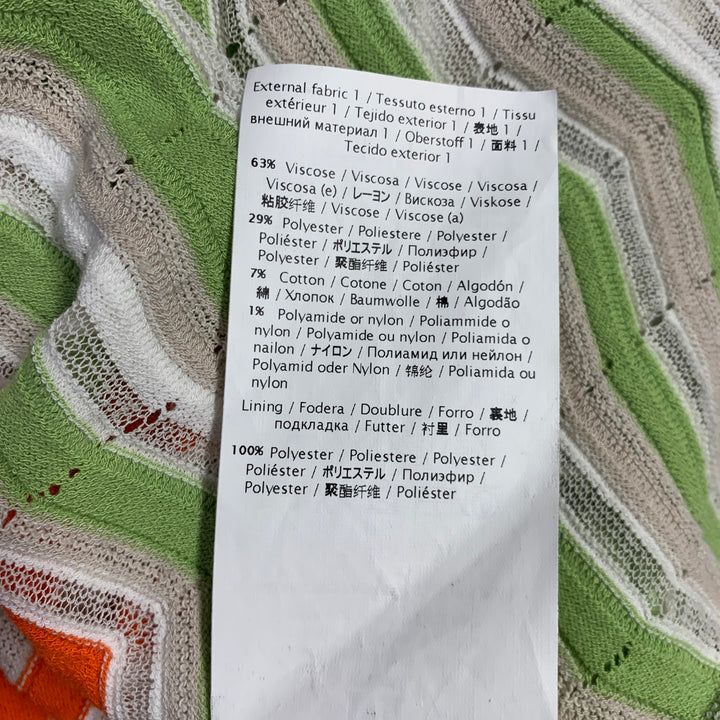 External fabric 1 / Tessuto esterno 1 / Tissu
extérieur 1 / Tejido exterior 1 / 表地 1 /
внешний материал 1 / Oberstoff 1 / 面料 1 /
Tecido exterior 1
63% Viscose / Viscosa / Viscose / Viscosa /
Viscosa (e) / レーヨン / Вискоза / Viskose /
粘胶纤维 / Viscose / Viscose (a)
29% Polyester / Poliestere / Polyester /
Poliéster / ポリエステル / Полиэфир /
Polyester / 聚酯纤维 / Poliéster
7% Cotton / Cotone / Coton / Algodón /
綿 / Хлопок / Baumwolle / 棉 / Algodão
1% Polyamide or nylon / Poliammide o
nylon / Polyamide ou nylon / Poliamida o
nailon / ナイロン / Полиамид или нейлон /
Polyamid oder Nylon / 锦纶 / Poliamida ou
nylon
Lining / Fodera / Doublure / Forro / 裏地 /
подкладка / Futter / 衬里 / Forro
100% Polyester / Poliestere / Polyester /
Poliéster / ポリエステル / Полиэфир /
Polyester / 聚酯纤维 / Poliéster